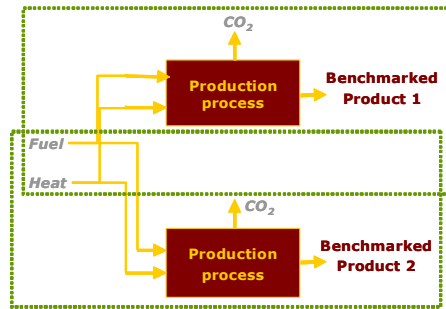 CO2
Production
process
Benchmarked
Product 1
Fuel
Heat
CO2
Production
process
Benchmarked
Product 2